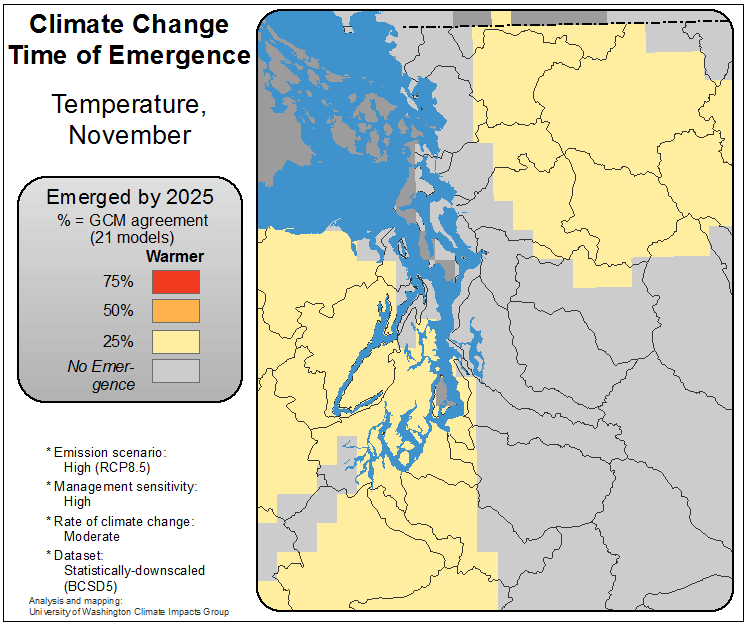 Climate Change
Time of Emergence
Temperature,
November
Emerged by 2025
% = GCM agreement
(21 models)
Warmer
75%
50%
25%
No Emer-
gence
* Emission scenario:
High (RCP8.5)
* Management sensitivity:
High
* Rate of climate change:
Moderate
* Dataset:
Statistically-downscaled
(BCSD5)
Analysis and mapping:
University of Washington Climate Impacts Group